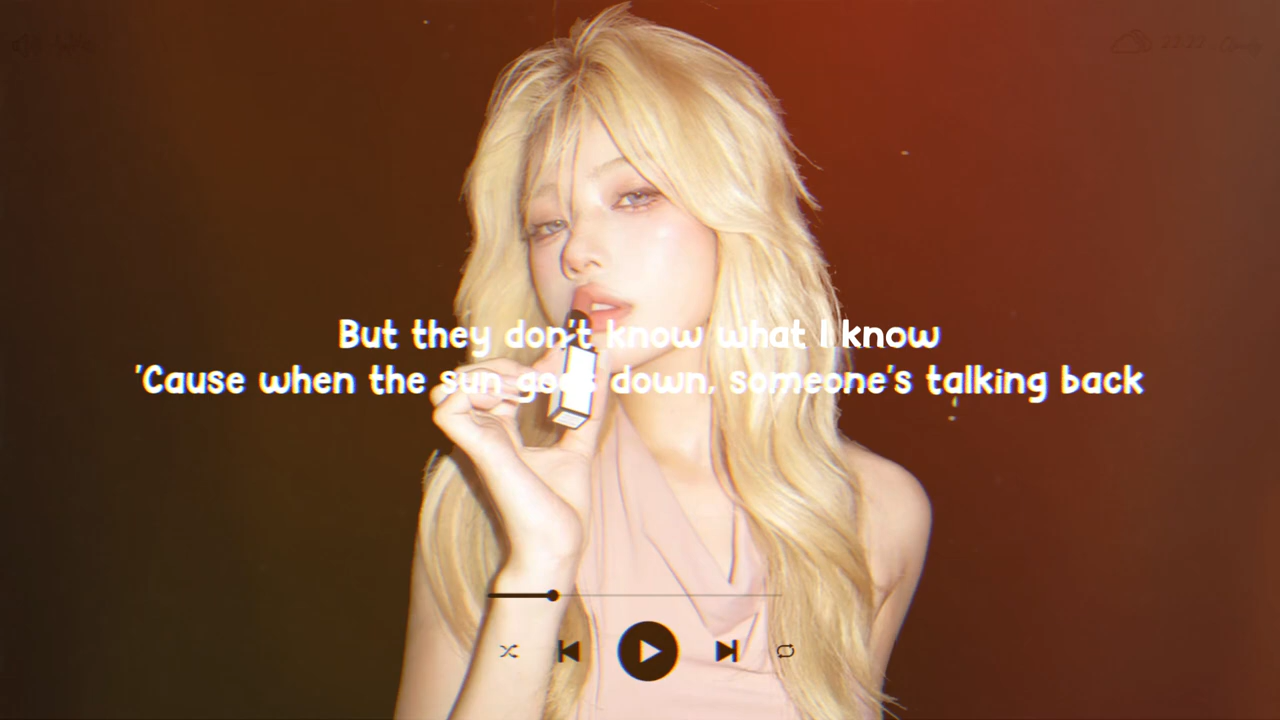 But they don't know what I know
'Cause when the sun goes down, someone's talking back